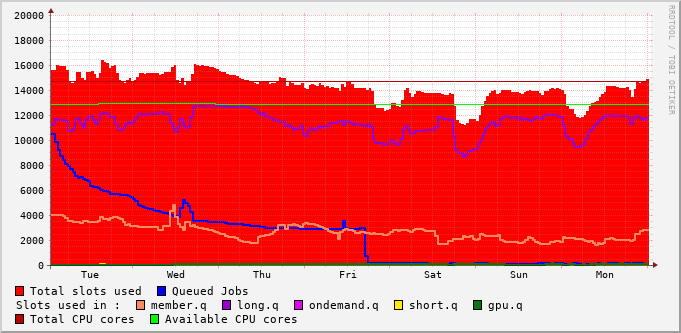 20000
18000
16000
14000
12000
10000
8000
6000
4000
2000
0
Tue Wed Thu Fri Sat Sun Mon
RRDTOOL / TOBI OETIKER
Total slots used Queued Jobs
Slots used in : member.q long.q ondemand.q short.q gpu.q
Total CPU cores Available CPU cores